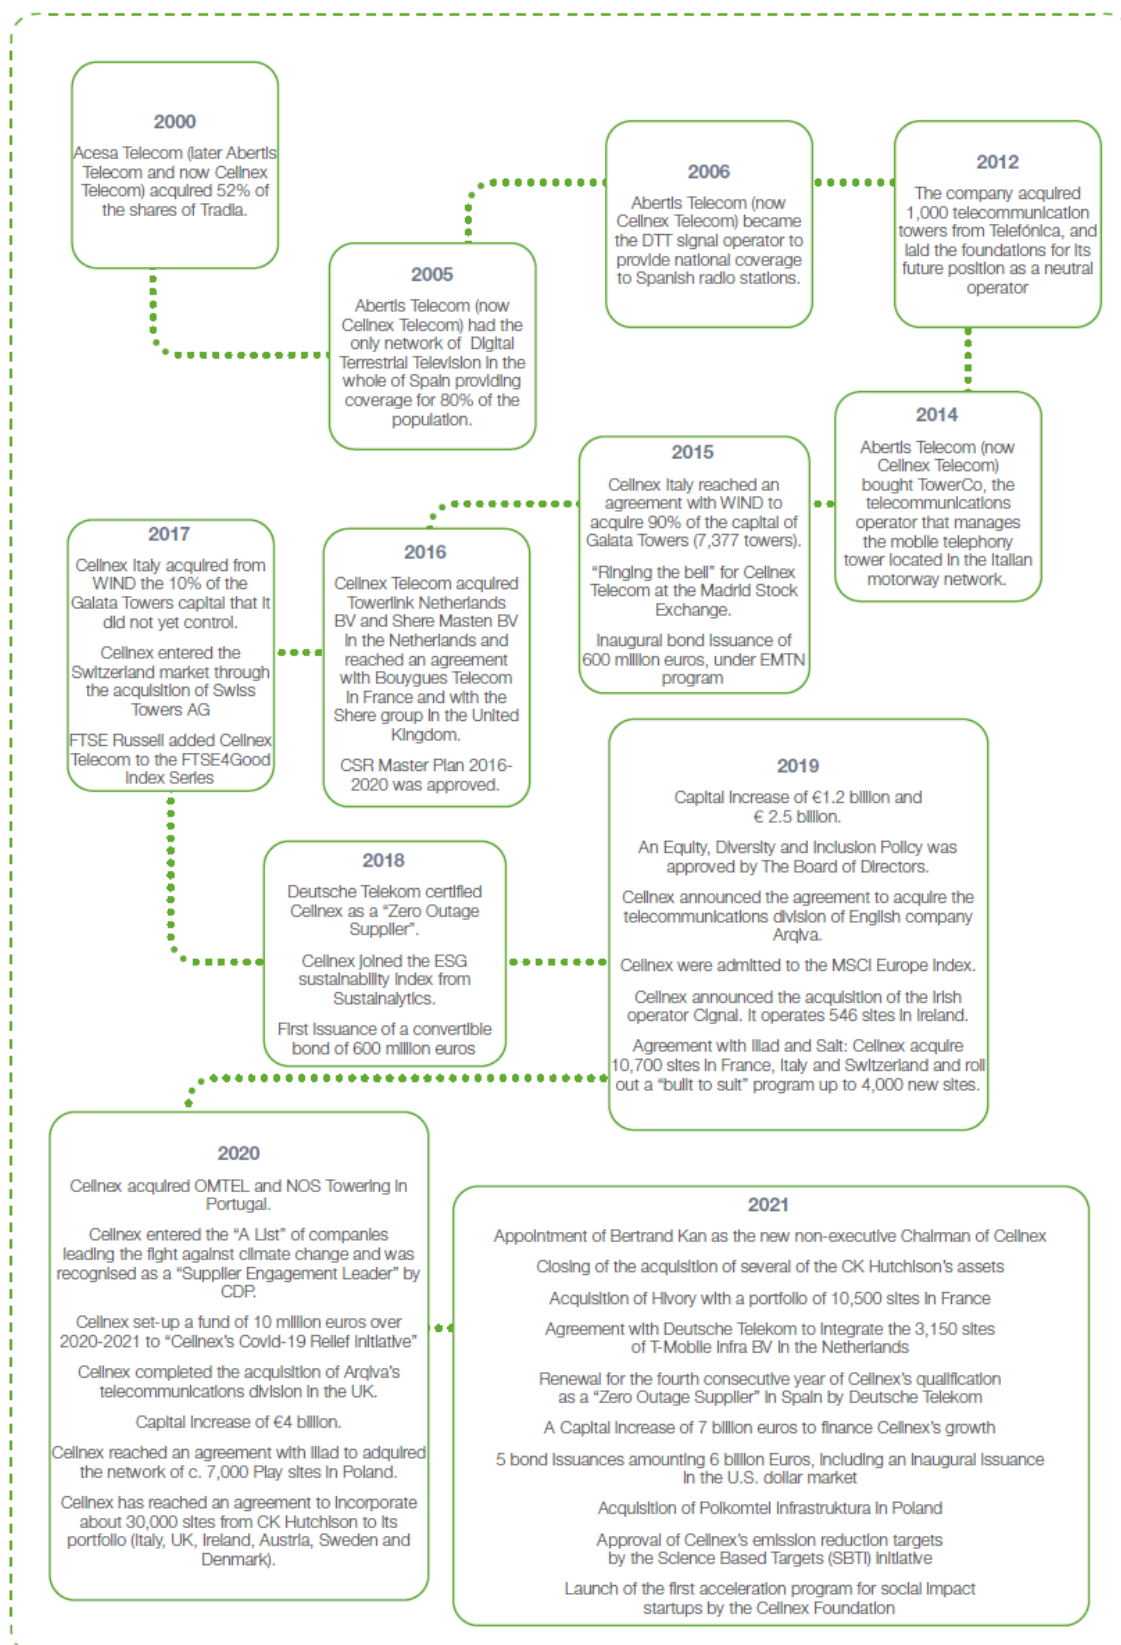 2000
Acesa Telecom (later Abertis
Telecom and now Cellnex
Telecom) acquired 52% of
the shares of Tradia.
2005
Abertis Telecom (now
Cellnex Telecom) had the
only network of Digital
Terrestrial Television in the
whole of Spain providing
coverage for 80% of the
population.
2006
Abertis Telecom (now
Cellnex Telecom) became
the DTT signal operator to
provide national coverage
to Spanish radio stations.
2012
The company acquired
1,000 telecommunication
towers from Telefónica, and
laid the foundations for its
future position as a neutral
operator
2014
Abertis Telecom (now
Cellnex Telecom)
bought TowerCo, the
telecommunications
operator that manages
the mobile telephony
tower located in the Italian
motorway network.
2015
Cellnex Italy reached an
agreement with WIND to
acquire 90% of the capital of
Galata Towers (7,377 towers).
“Ringing the bell” for Cellnex
Telecom at the Madrid Stock
Exchange.
Inaugural bond issuance of
600 million euros, under EMTN
program
2016
Cellnex Telecom acquired
Towerlink Netherlands
BV and Shere Masten BV
in the Netherlands and
reached an agreement
with Bouygues Telecom
in France and with the
Shere group in the United
Kingdom.
CSR Master Plan 2016-
2020 was approved.
2017
Cellnex Italy acquired from
WIND the 10% of the
Galata Towers capital that it
did not yet control.
Cellnex entered the
Switzerland market through
the acquisition of Swiss
Towers AG
FTSE Russell added Cellnex
Telecom to the FTSE4Good
Index Series
2018
Deutsche Telekom certified
Cellnex as a “Zero Outage
Supplier”.
Cellnex joined the ESG
sustainability index from
Sustainalytics.
First issuance of a convertible
bond of 600 million euros
2019
Capital increase of €1.2 billion and
€ 2.5 billion.
An Equity, Diversity and Inclusion Policy was
approved by The Board of Directors.
Cellnex announced the agreement to acquire the
telecommunications division of English company
Arqiva.
Cellnex were admitted to the MSCI Europe index.
Cellnex announced the acquisition of the Irish
operator Cignal. It operates 546 sites in Ireland.
Agreement with Iliad and Salt: Cellnex acquire
10,700 sites in France, Italy and Switzerland and roll
out a “built to suit” program up to 4,000 new sites.
2020
Cellnex acquired OMTEL and NOS Towering in
Portugal.
Cellnex entered the “A List” of companies
leading the fight against climate change and was
recognised as a “Supplier Engagement Leader” by
CDP.
Cellnex set-up a fund of 10 million euros over
2020-2021 to “Cellnex’s Covid-19 Relief Initiative”
Cellnex completed the acquisition of Arqiva’s
telecommunications division in the UK.
Capital increase of €4 billion.
Cellnex reached an agreement with Iliad to adquired
the network of c. 7,000 Play sites in Poland.
Cellnex has reached an agreement to incorporate
about 30,000 sites from CK Hutchison to its
portfolio (Italy, UK, Ireland, Austria, Sweden and
Denmark).
2021
Appointment of Bertrand Kan as the new non-executive Chairman of Cellnex
Closing of the acquisition of several of the CK Hutchison’s assets
Acquisition of Hivory with a portfolio of 10,500 sites in France
Agreement with Deutsche Telekom to integrate the 3,150 sites
of T-Mobile Infra BV in the Netherlands
Renewal for the fourth consecutive year of Cellnex’s qualification
as a “Zero Outage Supplier” in Spain by Deutsche Telekom
A Capital increase of 7 billion euros to finance Cellnex’s growth
5 bond issuances amounting 6 billion Euros, including an inaugural issuance
in the U.S. dollar market
Acquisition of Polkomtel Infrastruktura in Poland
Approval of Cellnex’s emission reduction targets
by the Science Based Targets (SBTI) initiative
Launch of the first acceleration program for social impact
startups by the Cellnex Foundation